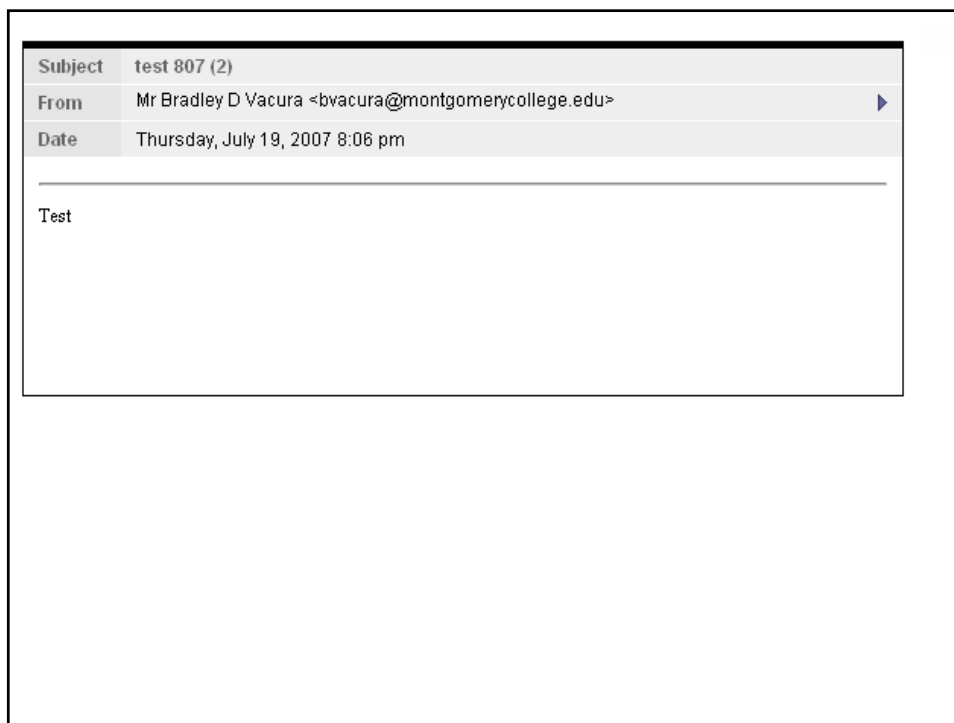 Subject test 807 (2)
From Mr Bradley D Vacura <bvacura@montgomerycollege.edu>
Date Thursday, July 19, 2007 8:06 pm
Test